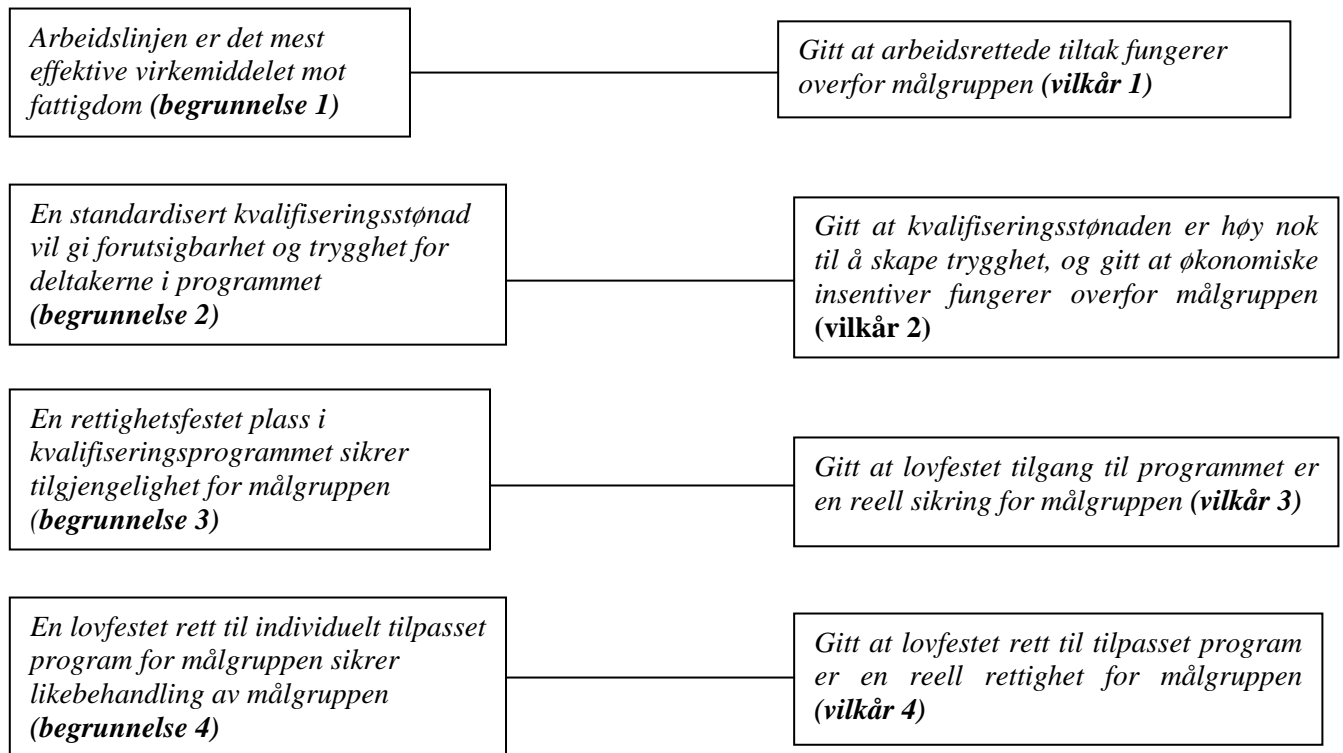 Arbeidslinjen er det mest
effektive virkemiddelet mot
fattigdom (begrunnelse 1)
Gitt at arbeidsrettede tiltak fungerer
overfor målgruppen (vilkår 1)
En standardisert kvalifiseringsstønad
vil gi forutsigbarhet og trygghet for
deltakerne i programmet
(begrunnelse 2)
Gitt at kvalifiseringsstønaden er høy nok
til å skape trygghet, og gitt at økonomiske
insentiver fungerer overfor målgruppen
(vilkår 2)
En rettighetsfestet plass i
kvalifiseringsprogrammet sikrer
tilgjengelighet for målgruppen
(begrunnelse 3)
Gitt at lovfestet tilgang til programmet er
en reell sikring for målgruppen (vilkår 3)
En lovfestet rett til individuelt tilpasset
program for målgruppen sikrer
likebehandling av målgruppen
(begrunnelse 4)
Gitt at lovfestet rett til tilpasset program
er en reell rettighet for målgruppen
(vilkår 4)